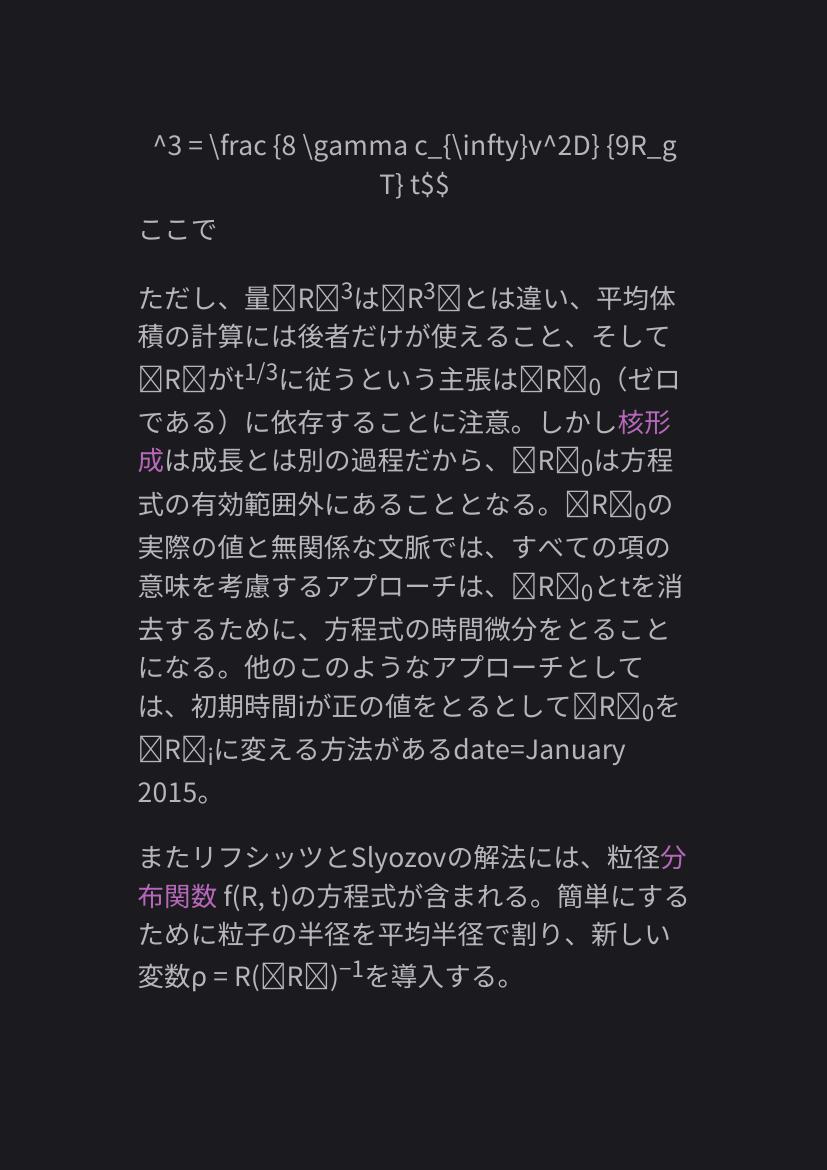 ^3 = \frac {8 \gamma c_{\infty}v^2D} {9R_g
T} t$$
ここで
ただし、量〿R〿³は〿R³〿とは違い、平均体
積の計算には後者だけが使えること、そして
〿R〿がt¹/³に従うという主張は〿R〿₀（ゼロ
である）に依存することに注意。しかし核形
成は成長とは別の過程だから、〿R〿₀は方程
式の有効範囲外にあることとなる。〿R〿₀の
実際の値と無関係な文脈では、すべての項の
意味を考慮するアプローチは、〿R〿₀とtを消
去するために、方程式の時間微分をとること
になる。他のこのようなアプローチとして
は、初期時間iが正の値をとるとして〿R〿₀を
〿R〿ᵢに変える方法があるdate=January
2015。
またリフシッツとSlyozovの解法には、粒径分
布関数 f(R, t)の方程式が含まれる。簡単にする
ために粒子の半径を平均半径で割り、新しい
変数ρ = R(〿R〿)⁻¹を導入する。